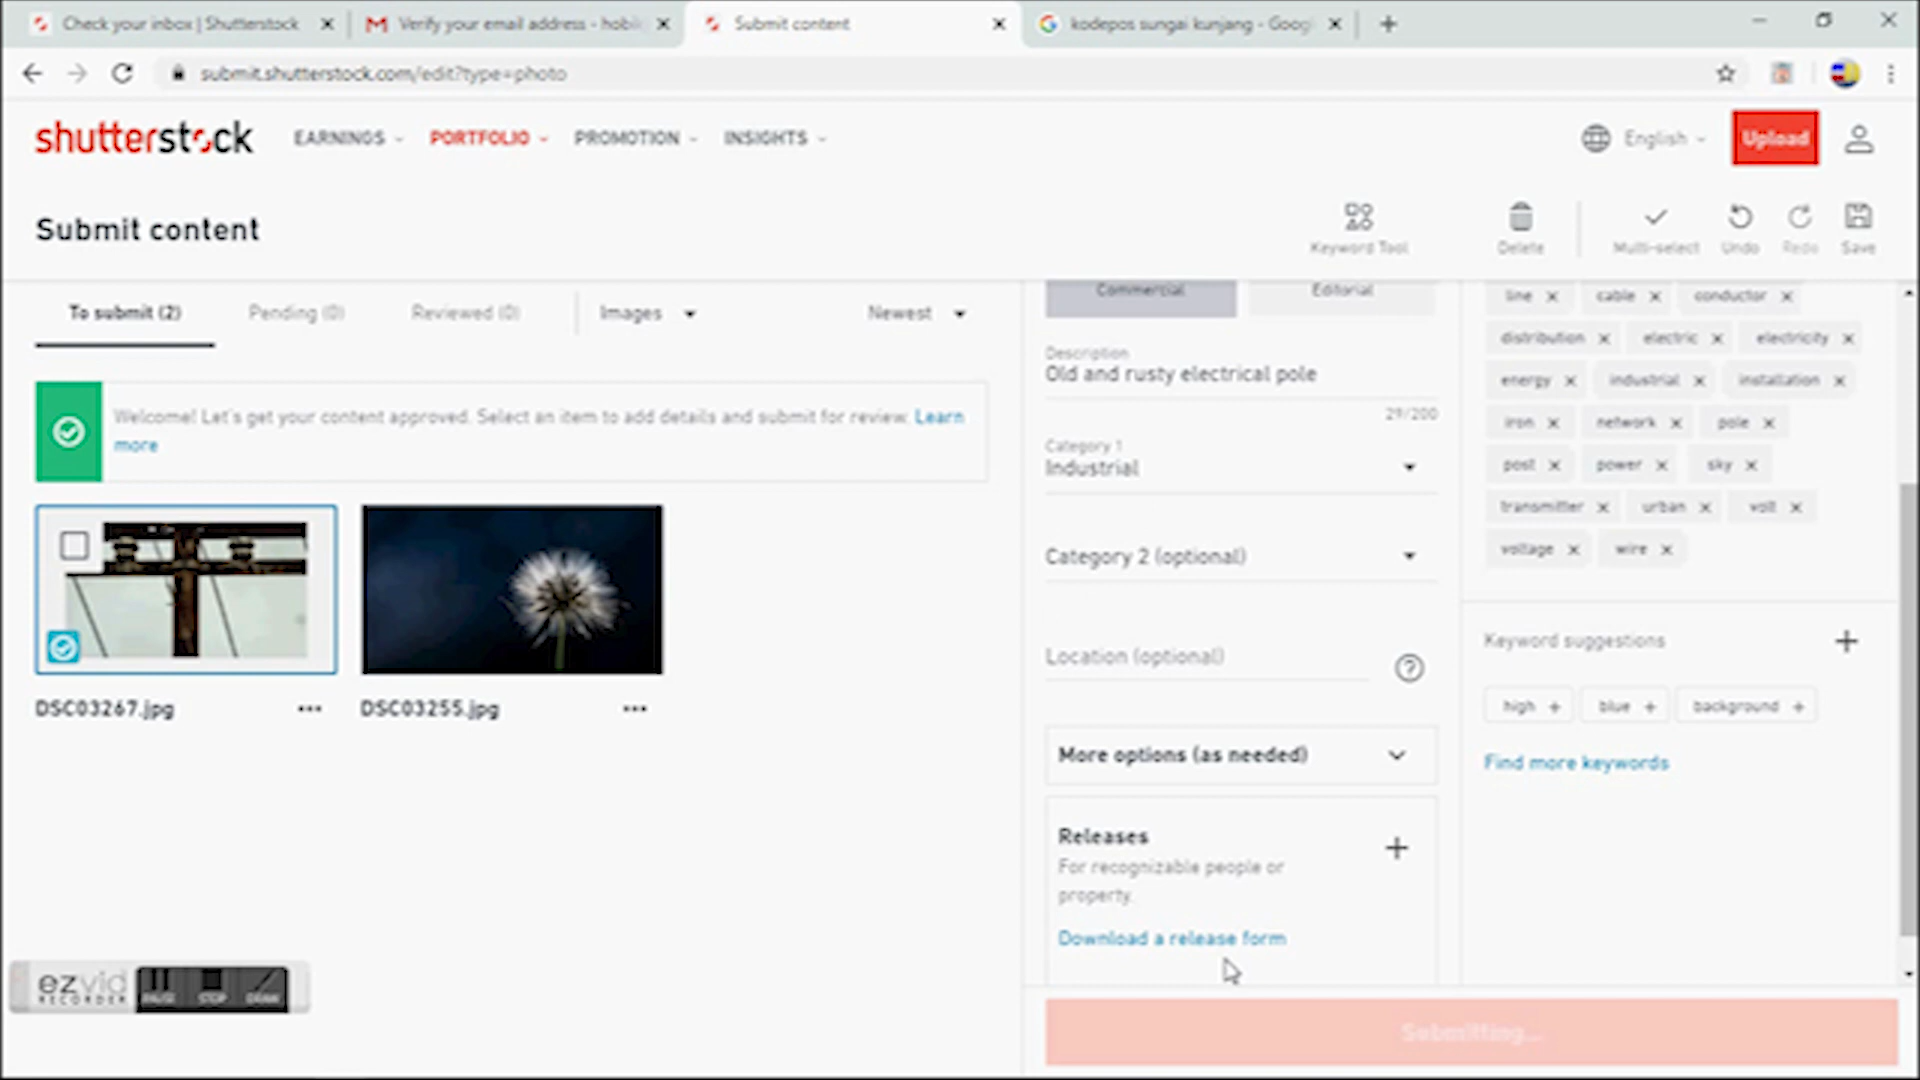 Check your inbox | Shutterstock
Verify your email address - hobi
Submit content
kodepos sungai kunjang - Goog
submit.shutterstock.com/edit?type=photo
shutterstock
EARNINGS
PORTFOLIO
PROMOTION
INSIGHTS
English
Upload
Submit content
Keyword Tool
Delete
Multi-select
Undo
Redo
Save
To submit (2)
Pending (0)
Reviewed (0)
Images
Newest
Welcome! Let's get your content approved. Select an item to add details and submit for review. Learn
more
DSC03267.jpg
DSC03255.jpg
Commercial
Editorial
Description
Old and rusty electrical pole
29/200
Category 1
Industrial
Category 2 (optional)
Location (optional)
More options (as needed)
Releases
For recognizable people or
property.
Download a release form
line
cable
conductor
distribution
electric
electricity
energy
industrial
installation
iron
network
pole
post
power
sky
transmitter
urban
volt
voltage
wire
Keyword suggestions
high
blue
background
Find more keywords
ezvid
RECORDER
PAUSE
STOP
DRAW
Submitting...